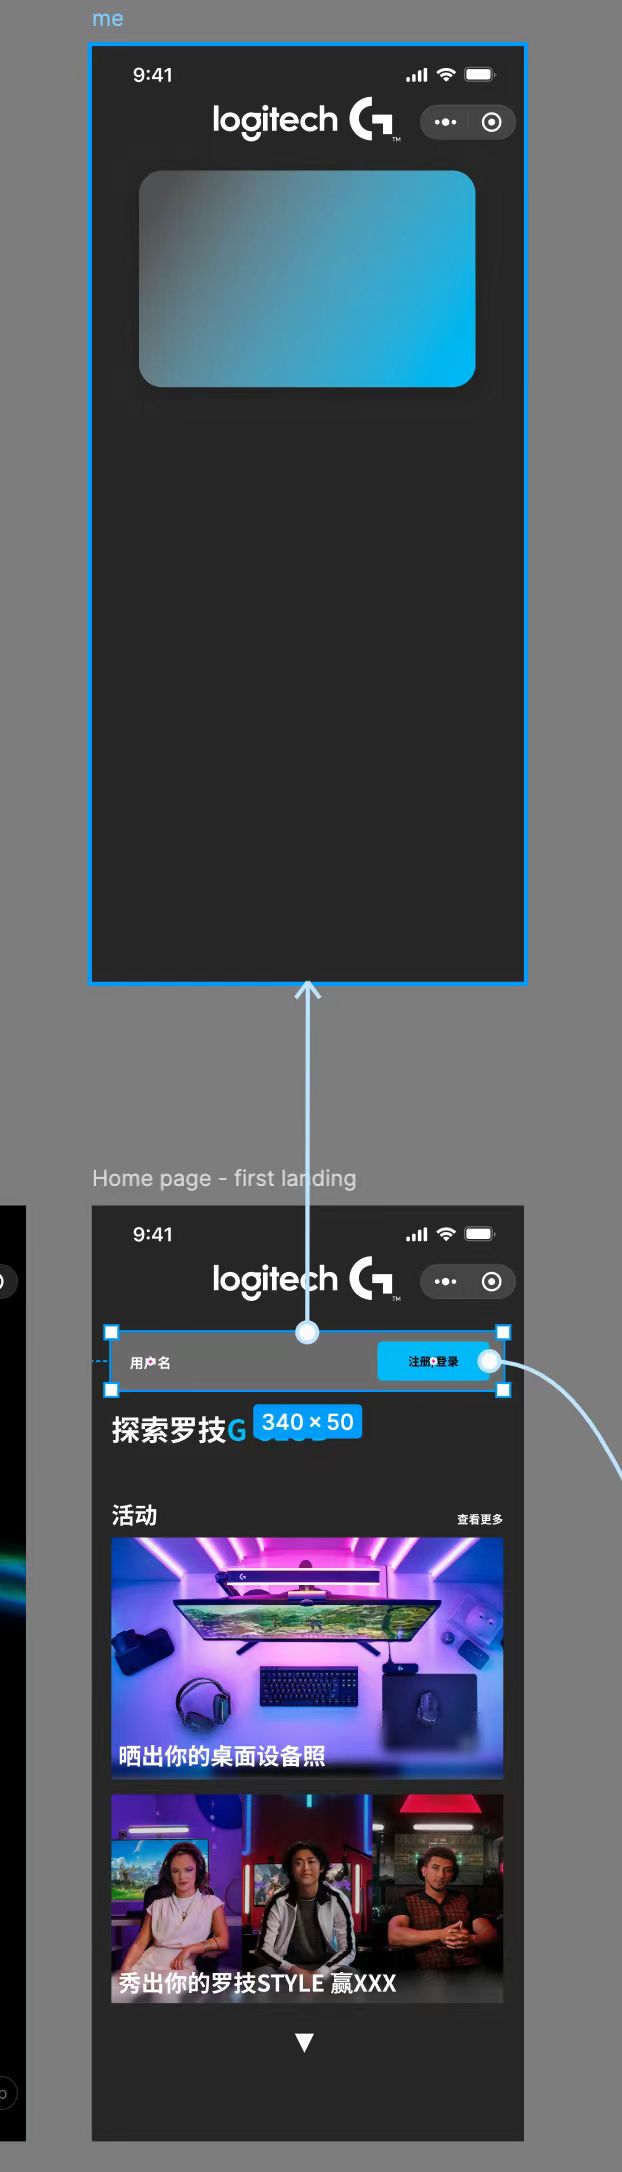 me
9:41
logitech G
TM
Home page - first landing
9:41
logitech G
TM
用户名
注册/登录
探索罗技G
340 × 50
活动
查看更多
晒出你的桌面设备照
秀出你的罗技STYLE 赢XXX